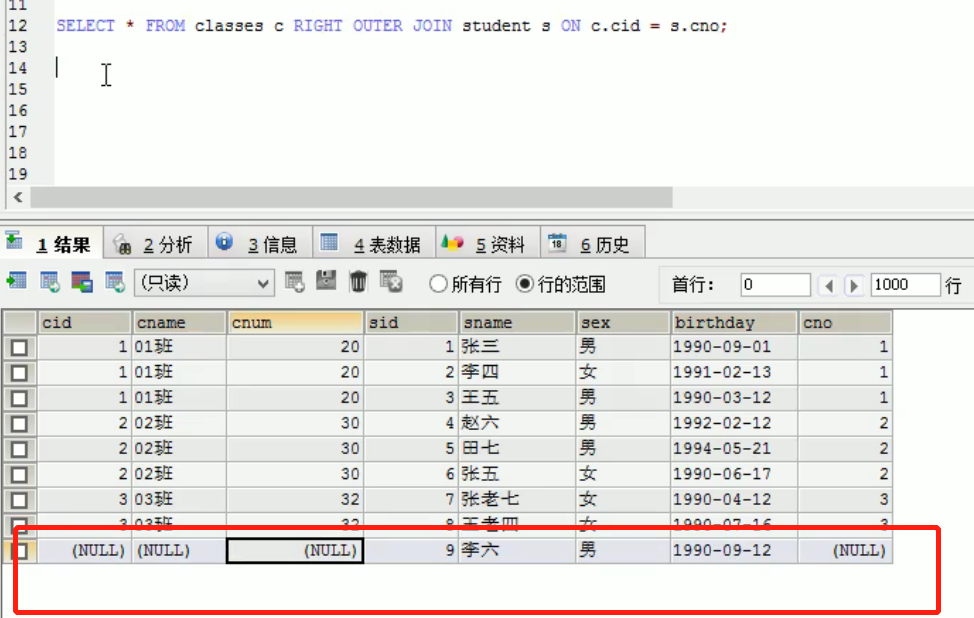 11
12 SELECT * FROM classes c RIGHT OUTER JOIN student s ON c.cid = s.cno;
13
14
15
16
17
18
19
1 结果 2 分析 3 信息 4 表数据 5 资料 6 历史
(只读) 所有行 行的范围 首行: 0 1000 行
cid cname cnum sid sname sex birthday cno
1 01班 20 1 张三 男 1990-09-01 1
1 01班 20 2 李四 女 1991-02-13 1
1 01班 20 3 王五 男 1990-03-12 1
2 02班 30 4 赵六 男 1992-02-12 2
2 02班 30 5 田七 男 1994-05-21 2
2 02班 30 6 张五 女 1990-06-17 2
3 03班 32 7 张老七 女 1990-04-12 3
3 03班 32 8 王老四 女 1990-07-16 3
(NULL) (NULL) (NULL) 9 李六 男 1990-09-12 (NULL)